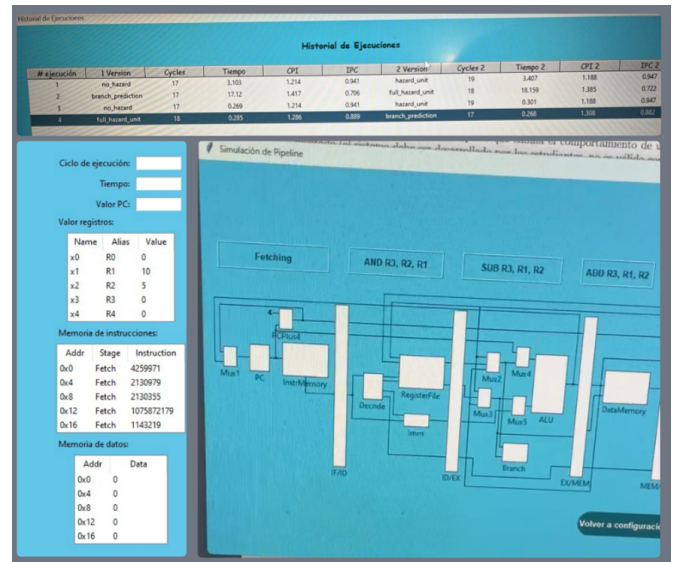 Historial de Ejecuciones
Historial de Ejecuciones
# ejecución 1 Version Cycles Tiempo CPI IPC 2 Version Cycles 2 Tiempo 2 CPI 2 IPC 2
1 no_hazard 17 3.103 1.214 0.941 hazard_unit 19 3.407 1.188 0.947
2 branch_prediction 17 17.12 1.417 0.706 full_hazard_unit 18 18.159 1.385 0.722
3 no_hazard 17 0.269 1.214 0.941 hazard_unit 19 0.301 1.188 0.947
4 full_hazard_unit 18 0.285 1.286 0.889 branch_prediction 17 0.268 1.308 0.882
Ciclo de ejecución:
Tiempo:
Valor PC:
Valor registros:
Name Alias Value
x0 R0 0
x1 R1 10
x2 R2 5
x3 R3 0
x4 R4 0
Memoria de instrucciones:
Addr Stage Instruction
0x0 Fetch 4259971
0x4 Fetch 2130979
0x8 Fetch 2130355
0x12 Fetch 1075872179
0x16 Fetch 1143219
Memoria de datos:
Addr Data
0x0 0
0x4 0
0x8 0
0x12 0
0x16 0
comportamiento de
Simulación de Pipeline
Fetching
AND R3, R2, R1
SUB R3, R1, R2
ADD R3, R1, R2
4
PCPlus4
Mux1
PC
InstrMemory
Decode
RegisterFile
Imm
Mux2
Mux4
Mux3
Mux5
ALU
Branch
DataMemory
IF/ID
ID/EX
EX/MEM
MEM/
Volver a configuraci